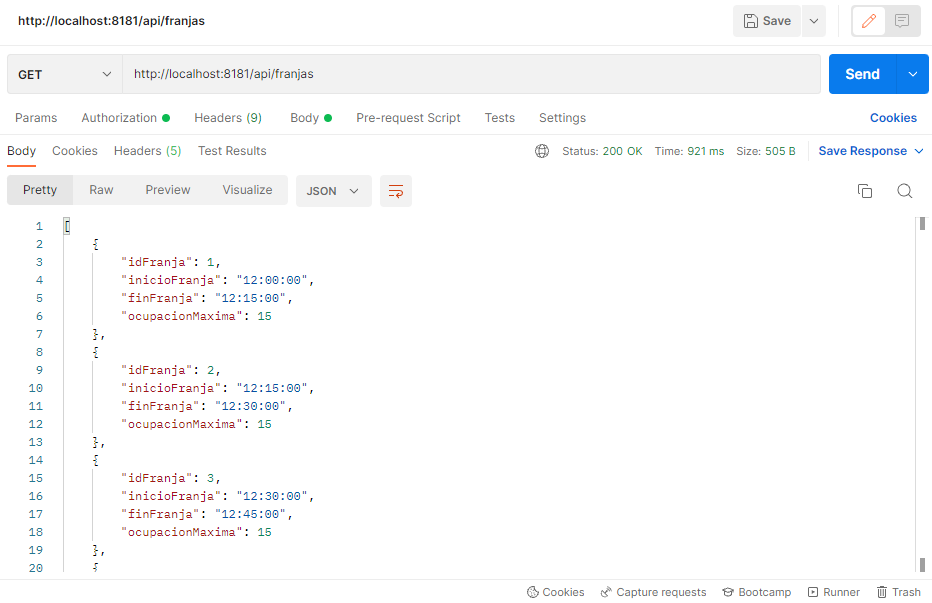 http://localhost:8181/api/franjas
Save
GET http://localhost:8181/api/franjas Send
Params Authorization Headers (9) Body Pre-request Script Tests Settings Cookies
Body Cookies Headers (5) Test Results Status: 200 OK Time: 921 ms Size: 505 B Save Response
Pretty Raw Preview Visualize JSON
1 [
2 {
3 "idFranja": 1,
4 "inicioFranja": "12:00:00",
5 "finFranja": "12:15:00",
6 "ocupacionMaxima": 15
7 },
8 {
9 "idFranja": 2,
10 "inicioFranja": "12:15:00",
11 "finFranja": "12:30:00",
12 "ocupacionMaxima": 15
13 },
14 {
15 "idFranja": 3,
16 "inicioFranja": "12:30:00",
17 "finFranja": "12:45:00",
18 "ocupacionMaxima": 15
19 },
20 {
Cookies Capture requests Bootcamp Runner Trash